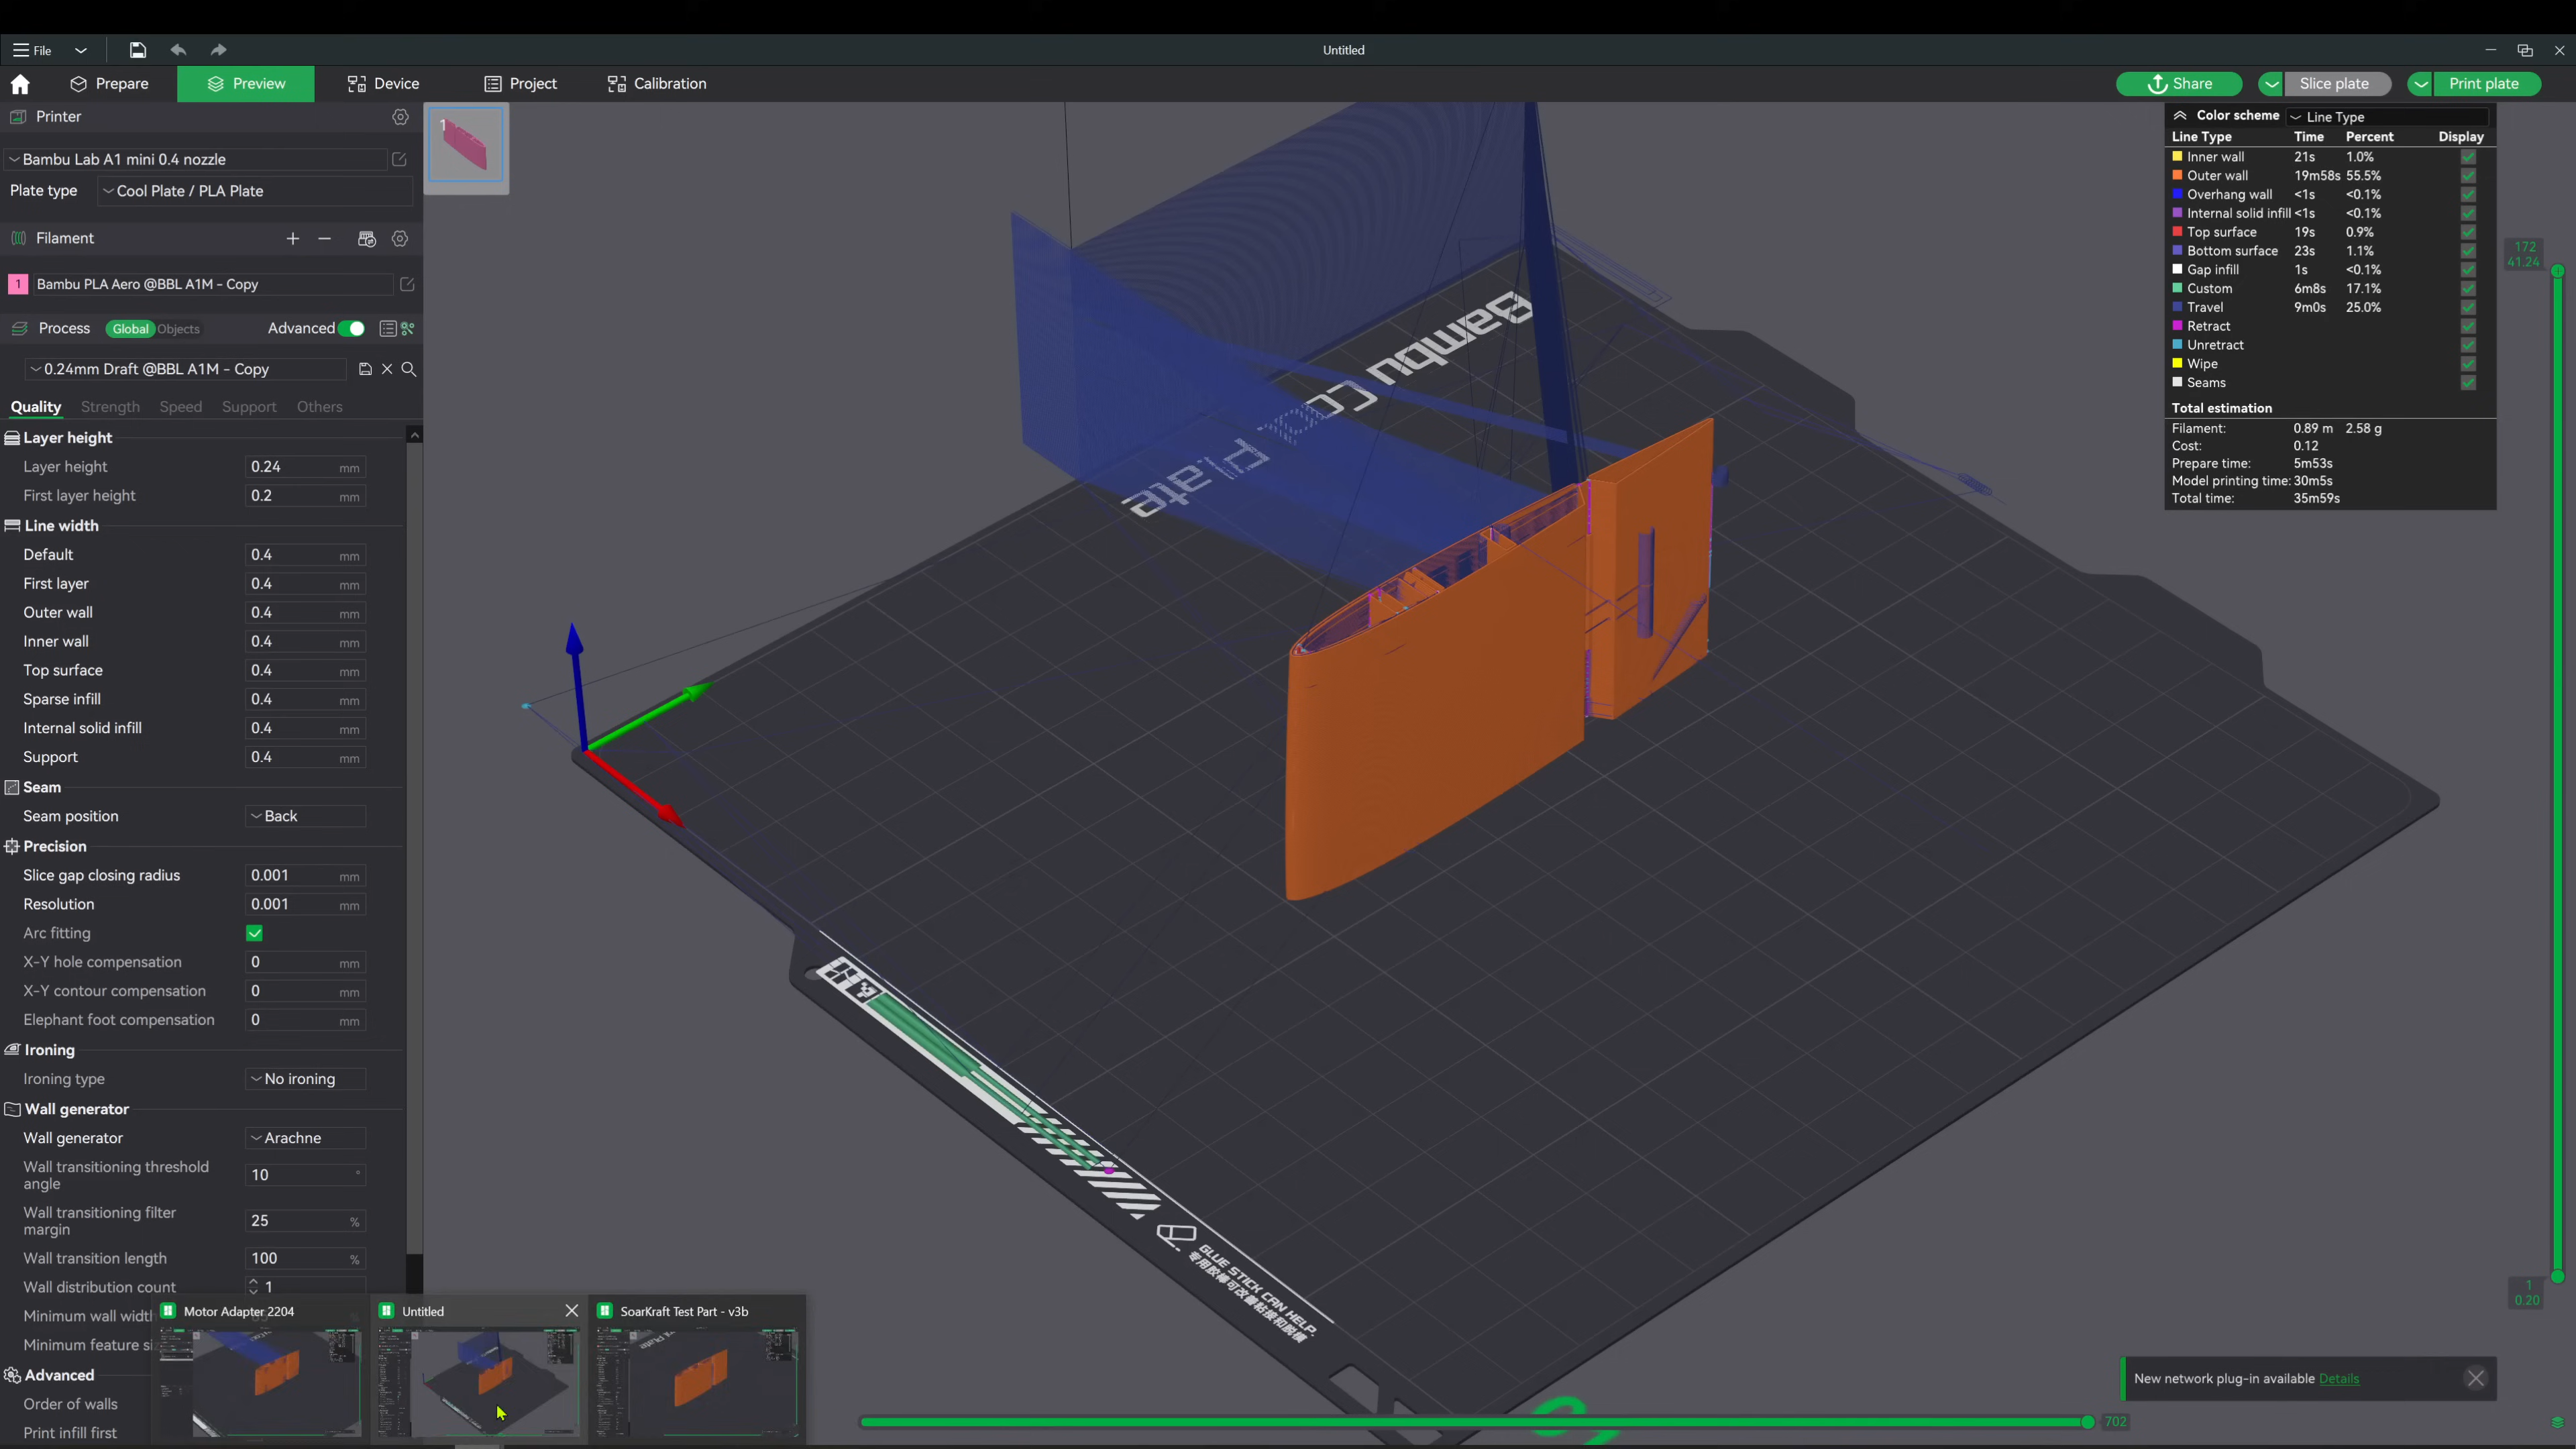 File
Untitled
Prepare
Preview
Device
Project
Calibration
Share
Slice plate
Print plate
Printer
Bambu Lab A1 mini 0.4 nozzle
Plate type
Cool Plate / PLA Plate
Filament
1 Bambu PLA Aero @BBL A1M - Copy
Process Global Objects Advanced
0.24mm Draft @BBL A1M - Copy
Quality Strength Speed Support Others
Layer height
Layer height 0.24 mm
First layer height 0.2 mm
Line width
Default 0.4 mm
First layer 0.4 mm
Outer wall 0.4 mm
Inner wall 0.4 mm
Top surface 0.4 mm
Sparse infill 0.4 mm
Internal solid infill 0.4 mm
Support 0.4 mm
Seam
Seam position Back
Precision
Slice gap closing radius 0.001 mm
Resolution 0.001 mm
Arc fitting
X-Y hole compensation 0 mm
X-Y contour compensation 0 mm
Elephant foot compensation 0 mm
Ironing
Ironing type No ironing
Wall generator
Wall generator Arachne
Wall transitioning threshold
angle 10 °
Wall transitioning filter
margin 25 %
Wall transition length 100 %
Wall distribution count 1
Minimum wall width
Minimum feature si
Advanced
Order of walls
Print infill first
1
Bambu
GLUE STICK CAN HELP.
Color scheme Line Type
Line Type Time Percent Display
Inner wall 21s 1.0%
Outer wall 19m58s 55.5%
Overhang wall <1s <0.1%
Internal solid infill <1s <0.1%
Top surface 19s 0.9%
Bottom surface 23s 1.1%
Gap infill 1s <0.1%
Custom 6m8s 17.1%
Travel 9m0s 25.0%
Retract
Unretract
Wipe
Seams
Total estimation
Filament: 0.89 m 2.58 g
Cost: 0.12
Prepare time: 5m53s
Model printing time: 30m5s
Total time: 35m59s
172
41.24
1
0.20
New network plug-in available Details
702
Motor Adapter 2204
Untitled
SoarKraft Test Part - v3b